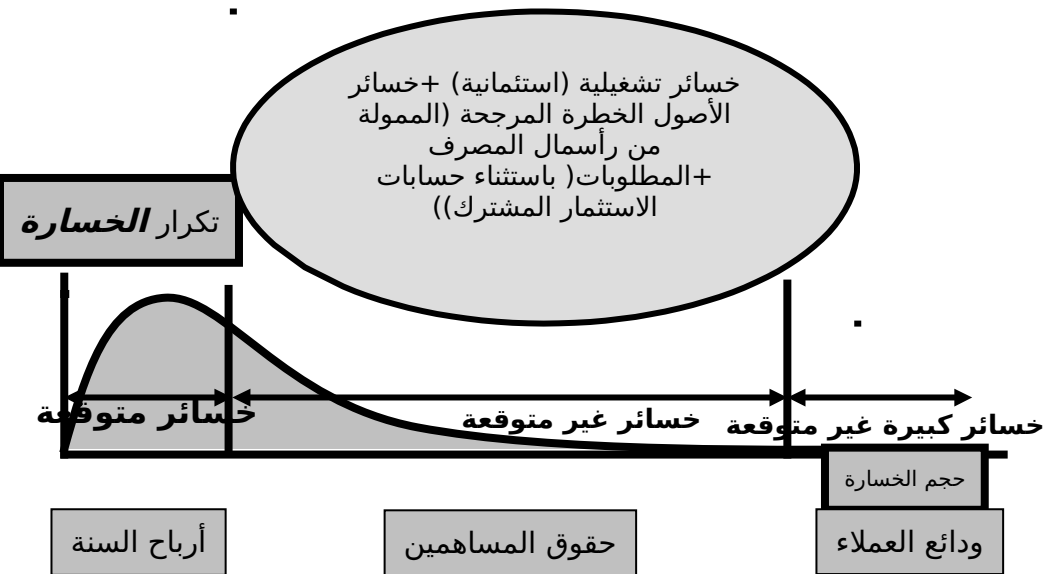 خسائر تشغيلية (استئمانية) +خسائر
الأصول الخطرة المرجحة (الممولة
من رأسمال المصرف
+المطلوبات( باستثناء حسابات
الاستثمار المشترك))
تكرار الخسارة
خسائر متوقعة
خسائر غير متوقعة
خسائر كبيرة غير متوقعة
حجم الخسارة
أرباح السنة
حقوق المساهمين
ودائع العملاء